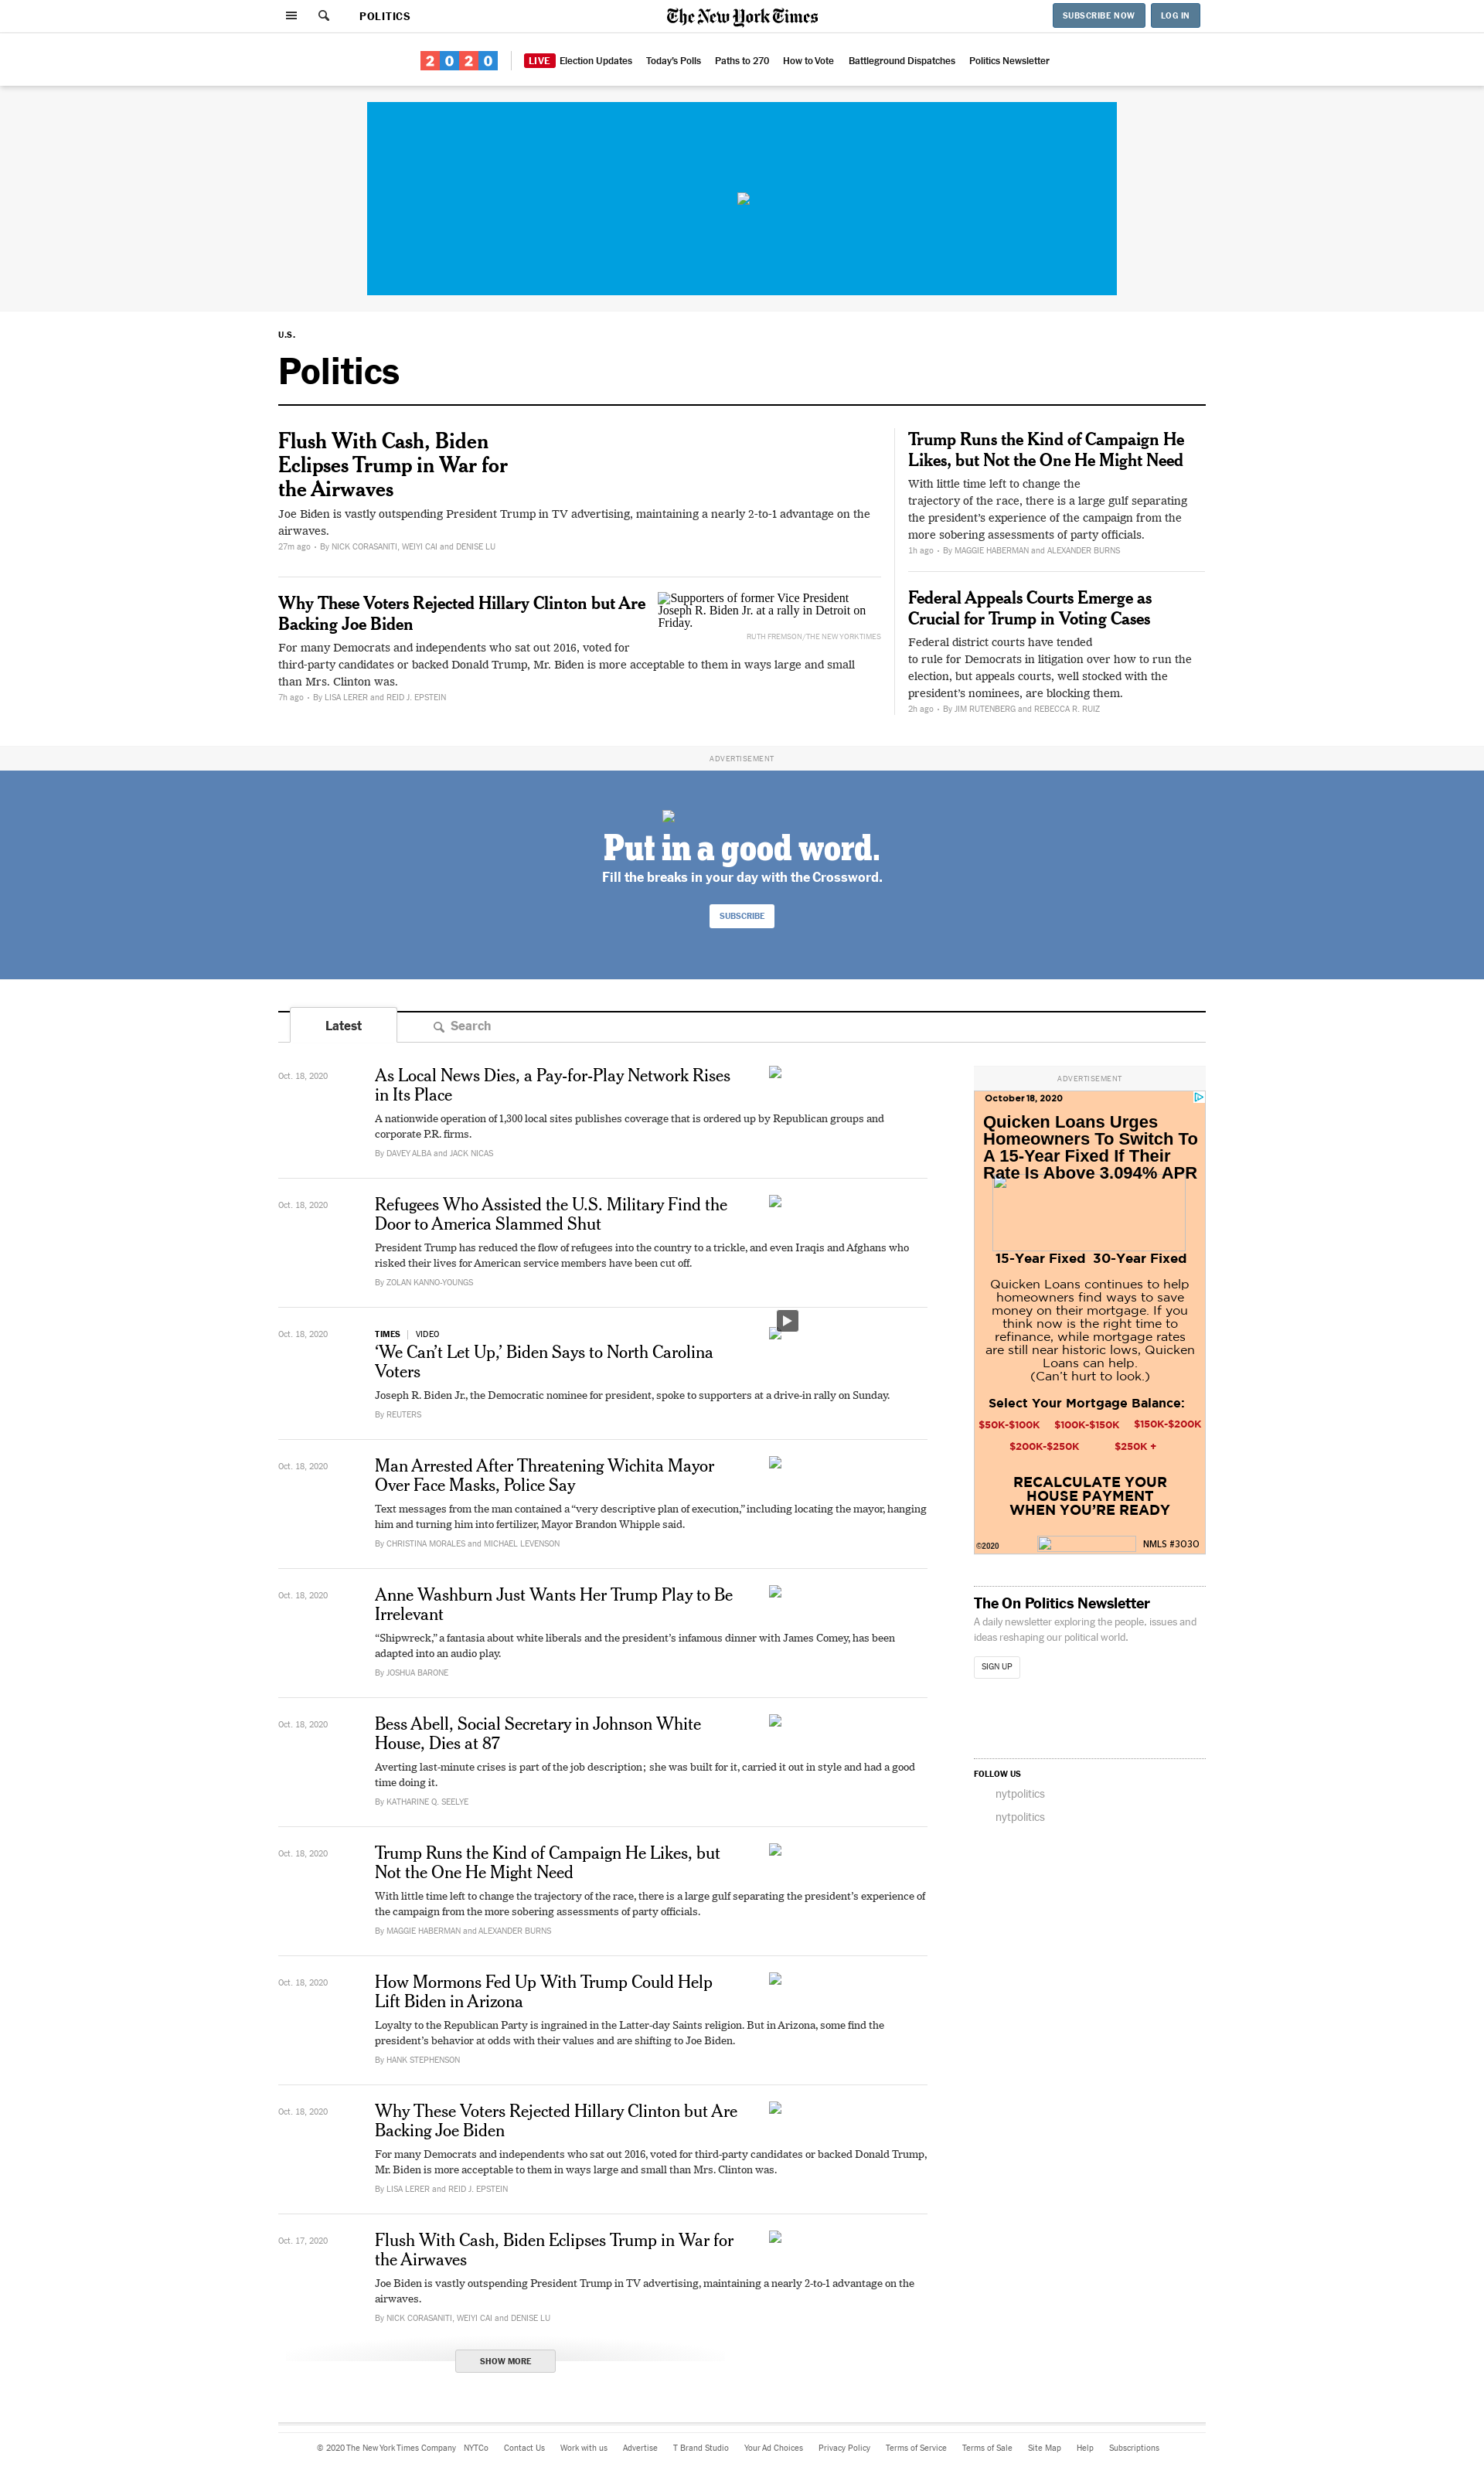 POLITICS
The New York Times
SUBSCRIBE NOW
LOG IN
2020
LIVE Election Updates
Today's Polls
Paths to 270
How to Vote
Battleground Dispatches
Politics Newsletter
U.S.
Politics
Flush With Cash, Biden
Eclipses Trump in War for
the Airwaves
Joe Biden is vastly outspending President Trump in TV advertising, maintaining a nearly 2-to-1 advantage on the
airwaves.
27m ago • By NICK CORASANITI, WEIYI CAI and DENISE LU
Why These Voters Rejected Hillary Clinton but Are
Backing Joe Biden
For many Democrats and independents who sat out 2016, voted for
third-party candidates or backed Donald Trump, Mr. Biden is more acceptable to them in ways large and small
than Mrs. Clinton was.
7h ago • By LISA LERER and REID J. EPSTEIN
Supporters of former Vice President
Joseph R. Biden Jr. at a rally in Detroit on
Friday.
RUTH FREMSON/THE NEW YORK TIMES
Trump Runs the Kind of Campaign He
Likes, but Not the One He Might Need
With little time left to change the
trajectory of the race, there is a large gulf separating
the president’s experience of the campaign from the
more sobering assessments of party officials.
1h ago • By MAGGIE HABERMAN and ALEXANDER BURNS
Federal Appeals Courts Emerge as
Crucial for Trump in Voting Cases
Federal district courts have tended
to rule for Democrats in litigation over how to run the
election, but appeals courts, well stocked with the
president’s nominees, are blocking them.
2h ago • By JIM RUTENBERG and REBECCA R. RUIZ
ADVERTISEMENT
Put in a good word.
Fill the breaks in your day with the Crossword.
SUBSCRIBE
Latest
Search
Oct. 18, 2020
As Local News Dies, a Pay-for-Play Network Rises
in Its Place
A nationwide operation of 1,300 local sites publishes coverage that is ordered up by Republican groups and
corporate P.R. firms.
By DAVEY ALBA and JACK NICAS
Oct. 18, 2020
Refugees Who Assisted the U.S. Military Find the
Door to America Slammed Shut
President Trump has reduced the flow of refugees into the country to a trickle, and even Iraqis and Afghans who
risked their lives for American service members have been cut off.
By ZOLAN KANNO-YOUNGS
Oct. 18, 2020
TIMES VIDEO
‘We Can’t Let Up,’ Biden Says to North Carolina
Voters
Joseph R. Biden Jr., the Democratic nominee for president, spoke to supporters at a drive-in rally on Sunday.
By REUTERS
Oct. 18, 2020
Man Arrested After Threatening Wichita Mayor
Over Face Masks, Police Say
Text messages from the man contained a “very descriptive plan of execution,” including locating the mayor, hanging
him and turning him into fertilizer, Mayor Brandon Whipple said.
By CHRISTINA MORALES and MICHAEL LEVENSON
Oct. 18, 2020
Anne Washburn Just Wants Her Trump Play to Be
Irrelevant
“Shipwreck,” a fantasia about white liberals and the president’s infamous dinner with James Comey, has been
adapted into an audio play.
By JOSHUA BARONE
Oct. 18, 2020
Bess Abell, Social Secretary in Johnson White
House, Dies at 87
Averting last-minute crises is part of the job description; she was built for it, carried it out in style and had a good
time doing it.
By KATHARINE Q. SEELYE
Oct. 18, 2020
Trump Runs the Kind of Campaign He Likes, but
Not the One He Might Need
With little time left to change the trajectory of the race, there is a large gulf separating the president’s experience of
the campaign from the more sobering assessments of party officials.
By MAGGIE HABERMAN and ALEXANDER BURNS
Oct. 18, 2020
How Mormons Fed Up With Trump Could Help
Lift Biden in Arizona
Loyalty to the Republican Party is ingrained in the Latter-day Saints religion. But in Arizona, some find the
president’s behavior at odds with their values and are shifting to Joe Biden.
By HANK STEPHENSON
Oct. 18, 2020
Why These Voters Rejected Hillary Clinton but Are
Backing Joe Biden
For many Democrats and independents who sat out 2016, voted for third-party candidates or backed Donald Trump,
Mr. Biden is more acceptable to them in ways large and small than Mrs. Clinton was.
By LISA LERER and REID J. EPSTEIN
Oct. 17, 2020
Flush With Cash, Biden Eclipses Trump in War for
the Airwaves
Joe Biden is vastly outspending President Trump in TV advertising, maintaining a nearly 2-to-1 advantage on the
airwaves.
By NICK CORASANITI, WEIYI CAI and DENISE LU
SHOW MORE
ADVERTISEMENT
October 18, 2020
Quicken Loans Urges
Homeowners To Switch To
A 15-Year Fixed If Their
Rate Is Above 3.094% APR
15-Year Fixed 30-Year Fixed
Quicken Loans continues to help
homeowners find ways to save
money on their mortgage. If you
think now is the right time to
refinance, while mortgage rates
are still near historic lows, Quicken
Loans can help.
(Can’t hurt to look.)
Select Your Mortgage Balance:
$50K-$100K $100K-$150K $150K-$200K
$200K-$250K $250K +
RECALCULATE YOUR
HOUSE PAYMENT
WHEN YOU’RE READY
©2020
NMLS #3030
The On Politics Newsletter
A daily newsletter exploring the people, issues and
ideas reshaping our political world.
SIGN UP
FOLLOW US
nytpolitics
nytpolitics
© 2020 The New York Times Company NYTCo Contact Us Work with us Advertise T Brand Studio Your Ad Choices Privacy Policy Terms of Service Terms of Sale Site Map Help Subscriptions